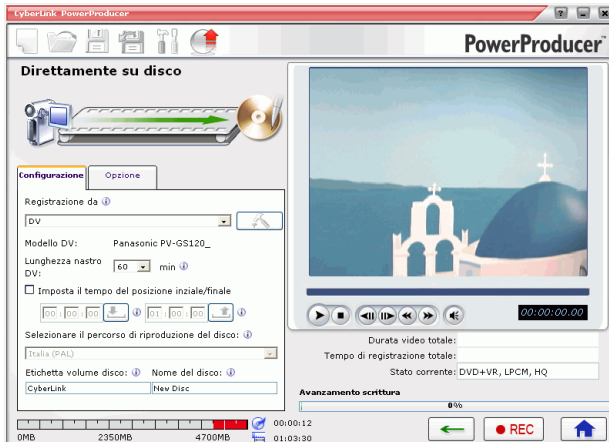 CyberLink PowerProducer
PowerProducer™
Direttamente su disco
Configurazione
Opzione
Registrazione da
DV
Modello DV: Panasonic PV-GS120_
Lunghezza nastro DV: 60 min
Imposta il tempo del posizione iniziale/finale
00 : 00 : 00 01 : 00 : 00
Selezionare il percorso di riproduzione del disco:
Italia (PAL)
Etichetta volume disco: Nome del disco:
CyberLink New Disc
00:00:00.00
Durata video totale:
Tempo di registrazione totale:
Stato corrente: DVD+VR, LPCM, HQ
Avanzamento scrittura
0%
00:00:12
0MB 2350MB 4700MB 01:03:30
REC